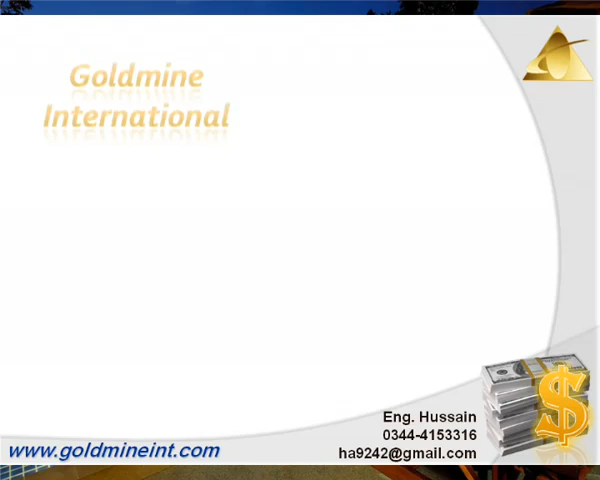 Goldmine
International
Eng. Hussain
0344-4153316
www.goldmineint.com
ha9242@gmail.com